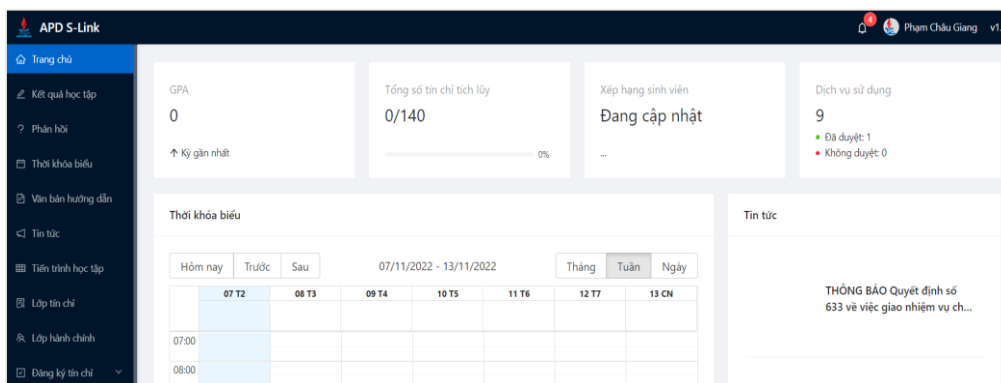 APD S-Link
4
Phạm Châu Giang
v1.
Trang chủ
Kết quả học tập
Phản hồi
Thời khóa biểu
Văn bản hướng dẫn
Tin tức
Tiến trình học tập
Lớp tín chỉ
Lớp hành chính
Đăng ký tín chỉ
GPA
0
Kỳ gần nhất
Tổng số tín chỉ tích lũy
0/140
0%
Xếp hạng sinh viên
Đang cập nhật
...
Dịch vụ sử dụng
9
Đã duyệt: 1
Không duyệt: 0
Thời khóa biểu
Hôm nay Trước Sau 07/11/2022 - 13/11/2022 Tháng Tuần Ngày
07 T2 08 T3 09 T4 10 T5 11 T6 12 T7 13 CN
07:00
08:00
Tin tức
THÔNG BÁO Quyết định số
633 về việc giao nhiệm vụ ch...